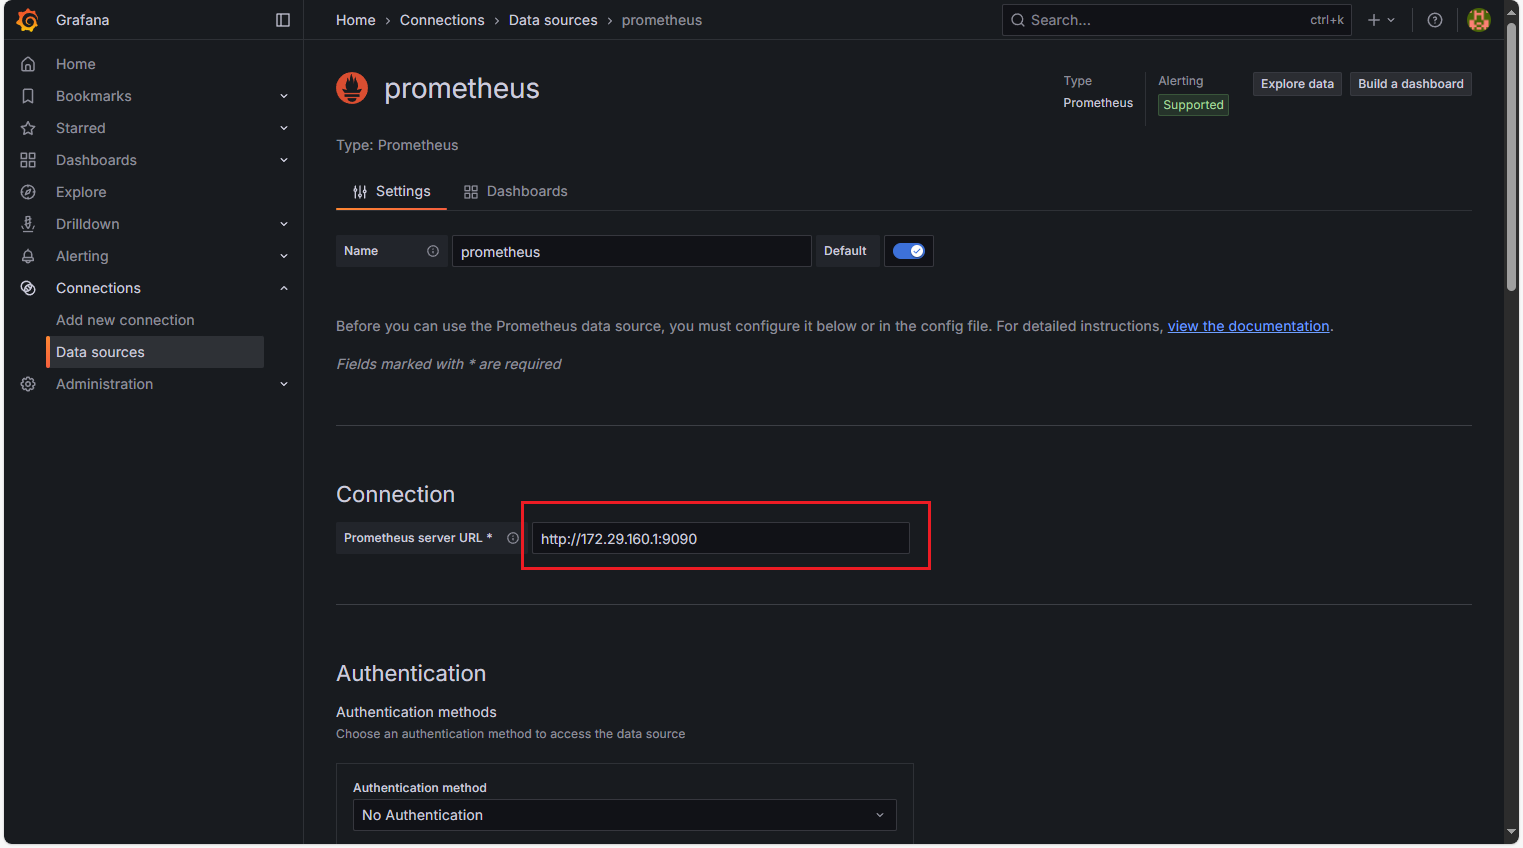 Grafana
Home › Connections › Data sources › prometheus
Search...
ctrl+k
Home
Bookmarks
Starred
Dashboards
Explore
Drilldown
Alerting
Connections
Add new connection
Data sources
Administration
prometheus
Type
Prometheus
Alerting
Supported
Explore data
Build a dashboard
Type: Prometheus
Settings
Dashboards
Name
prometheus
Default
Before you can use the Prometheus data source, you must configure it below or in the config file. For detailed instructions, view the documentation.
Fields marked with * are required
Connection
Prometheus server URL *
http://172.29.160.1:9090
Authentication
Authentication methods
Choose an authentication method to access the data source
Authentication method
No Authentication